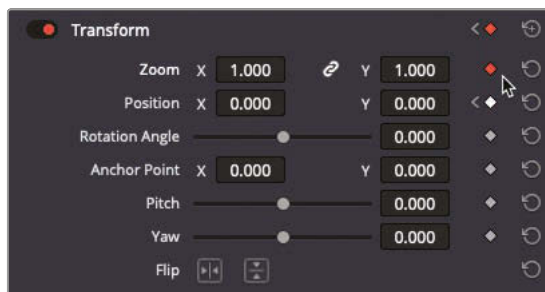 Transform
Zoom X 1.000 Y 1.000
Position X 0.000 Y 0.000
Rotation Angle 0.000
Anchor Point X 0.000 Y 0.000
Pitch 0.000
Yaw 0.000
Flip